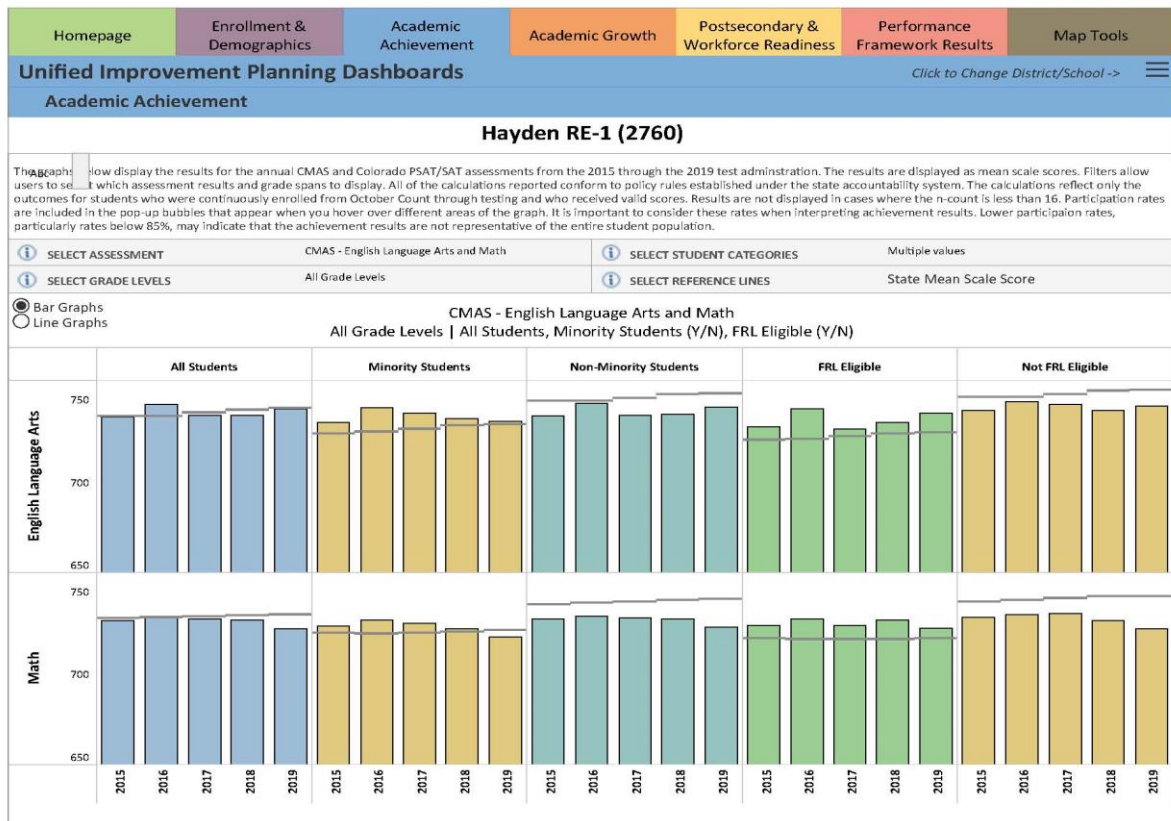 Homepage
Enrollment &
Demographics
Academic
Achievement
Academic Growth
Postsecondary &
Workforce Readiness
Performance
Framework Results
Map Tools
Unified Improvement Planning Dashboards
Click to Change District/School ->
Academic Achievement
Hayden RE-1 (2760)
Abc
The graphs below display the results for the annual CMAS and Colorado PSAT/SAT assessments from the 2015 through the 2019 test adminstration. The results are displayed as mean scale scores. Filters allow
users to select which assessment results and grade spans to display. All of the calculations reported conform to policy rules established under the state accountability system. The calculations reflect only the
outcomes for students who were continuously enrolled from October Count through testing and who received valid scores. Results are not displayed in cases where the n-count is less than 16. Participation rates
are included in the pop-up bubbles that appear when you hover over different areas of the graph. It is important to consider these rates when interpreting achievement results. Lower participaion rates,
particularly rates below 85%, may indicate that the achievement results are not representative of the entire student population.
SELECT ASSESSMENT CMAS - English Language Arts and Math
SELECT STUDENT CATEGORIES Multiple values
SELECT GRADE LEVELS All Grade Levels
SELECT REFERENCE LINES State Mean Scale Score
Bar Graphs
Line Graphs
CMAS - English Language Arts and Math
All Grade Levels | All Students, Minority Students (Y/N), FRL Eligible (Y/N)
All Students Minority Students Non-Minority Students FRL Eligible Not FRL Eligible
English Language Arts
750
700
650
Math
750
700
650
2015 2016 2017 2018 2019 2015 2016 2017 2018 2019 2015 2016 2017 2018 2019 2015 2016 2017 2018 2019 2015 2016 2017 2018 2019